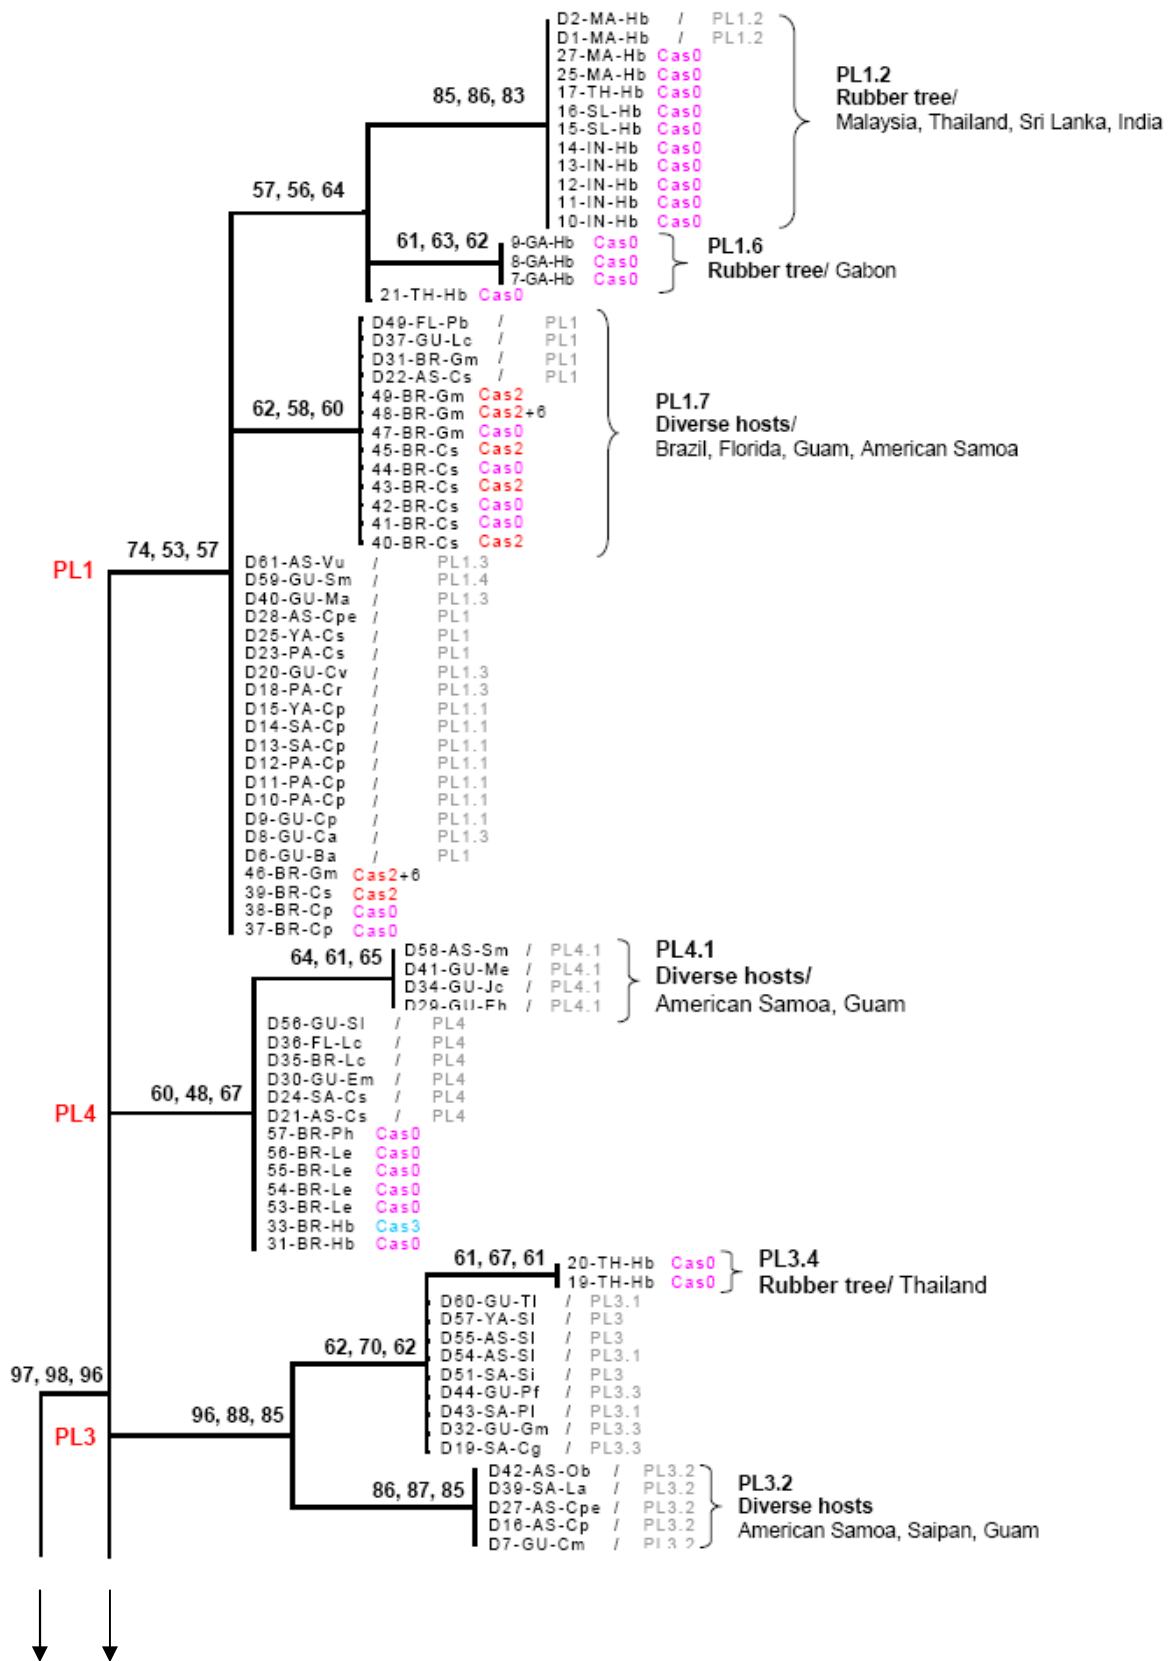 D2-MA-Hb / PL1.2
D1-MA-Hb / PL1.2
27-MA-Hb Cas0
25-MA-Hb Cas0
17-TH-Hb Cas0
16-SL-Hb Cas0
15-SL-Hb Cas0
14-IN-Hb Cas0
13-IN-Hb Cas0
12-IN-Hb Cas0
11-IN-Hb Cas0
10-IN-Hb Cas0
85, 86, 83
PL1.2
Rubber tree/
Malaysia, Thailand, Sri Lanka, India
57, 56, 64
61, 63, 62
9-GA-Hb Cas0
8-GA-Hb Cas0
7-GA-Hb Cas0
PL1.6
Rubber tree/ Gabon
21-TH-Hb Cas0
D49-FL-Pb / PL1
D37-GU-Lc / PL1
D31-BR-Gm / PL1
D22-AS-Cs / PL1
49-BR-Gm Cas2
48-BR-Gm Cas2+6
47-BR-Gm Cas0
45-BR-Cs Cas2
44-BR-Cs Cas0
43-BR-Cs Cas2
42-BR-Cs Cas0
41-BR-Cs Cas0
40-BR-Cs Cas2
62, 58, 60
PL1.7
Diverse hosts/
Brazil, Florida, Guam, American Samoa
74, 53, 57
PL1
D61-AS-Vu / PL1.3
D59-GU-Sm / PL1.4
D40-GU-Ma / PL1.3
D28-AS-Cpe / PL1
D25-YA-Cs / PL1
D23-PA-Cs / PL1
D20-GU-Cv / PL1.3
D18-PA-Cr / PL1.3
D15-YA-Cp / PL1.1
D14-SA-Cp / PL1.1
D13-SA-Cp / PL1.1
D12-PA-Cp / PL1.1
D11-PA-Cp / PL1.1
D10-PA-Cp / PL1.1
D9-GU-Cp / PL1.1
D8-GU-Ca / PL1.3
D6-GU-Ba / PL1
46-BR-Gm Cas2+6
39-BR-Cs Cas2
38-BR-Cp Cas0
37-BR-Cp Cas0
64, 61, 65
D58-AS-Sm / PL4.1
D41-GU-Me / PL4.1
D34-GU-Jc / PL4.1
D29-GU-Eh / PL4.1
PL4.1
Diverse hosts/
American Samoa, Guam
D56-GU-Sl / PL4
D36-FL-Lc / PL4
D35-BR-Lc / PL4
D30-GU-Em / PL4
D24-SA-Cs / PL4
D21-AS-Cs / PL4
57-BR-Ph Cas0
56-BR-Le Cas0
55-BR-Le Cas0
54-BR-Le Cas0
53-BR-Le Cas0
33-BR-Hb Cas3
31-BR-Hb Cas0
60, 48, 67
PL4
61, 67, 61
20-TH-Hb Cas0
19-TH-Hb Cas0
PL3.4
Rubber tree/ Thailand
D60-GU-Tl / PL3.1
D57-YA-Sl / PL3
D55-AS-Sl / PL3
D54-AS-Sl / PL3.1
D51-SA-Si / PL3
D44-GU-Pf / PL3.3
D43-SA-Pl / PL3.1
D32-GU-Gm / PL3.3
D19-SA-Cg / PL3.3
62, 70, 62
97, 98, 96
96, 88, 85
PL3
86, 87, 85
D42-AS-Ob / PL3.2
D39-SA-La / PL3.2
D27-AS-Cpe / PL3.2
D16-AS-Cp / PL3.2
D7-GU-Cm / PL3.2
PL3.2
Diverse hosts
American Samoa, Saipan, Guam